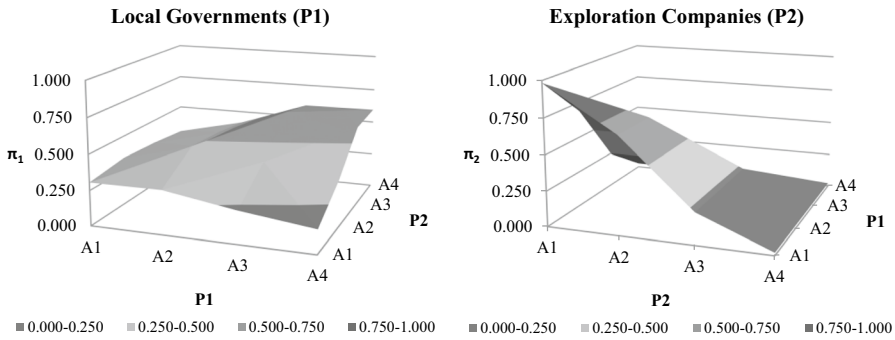 Local Governments (P1)
1.000
0.750
π1
0.500
0.250
0.000
A1
A2
A3
A4
P1
A1
A2
A3
A4
P2
0.000-0.250 0.250-0.500 0.500-0.750 0.750-1.000
Exploration Companies (P2)
1.000
0.750
π2
0.500
0.250
0.000
A1
A2
A3
A4
P2
A1
A2
A3
A4
P1
0.000-0.250 0.250-0.500 0.500-0.750 0.750-1.000